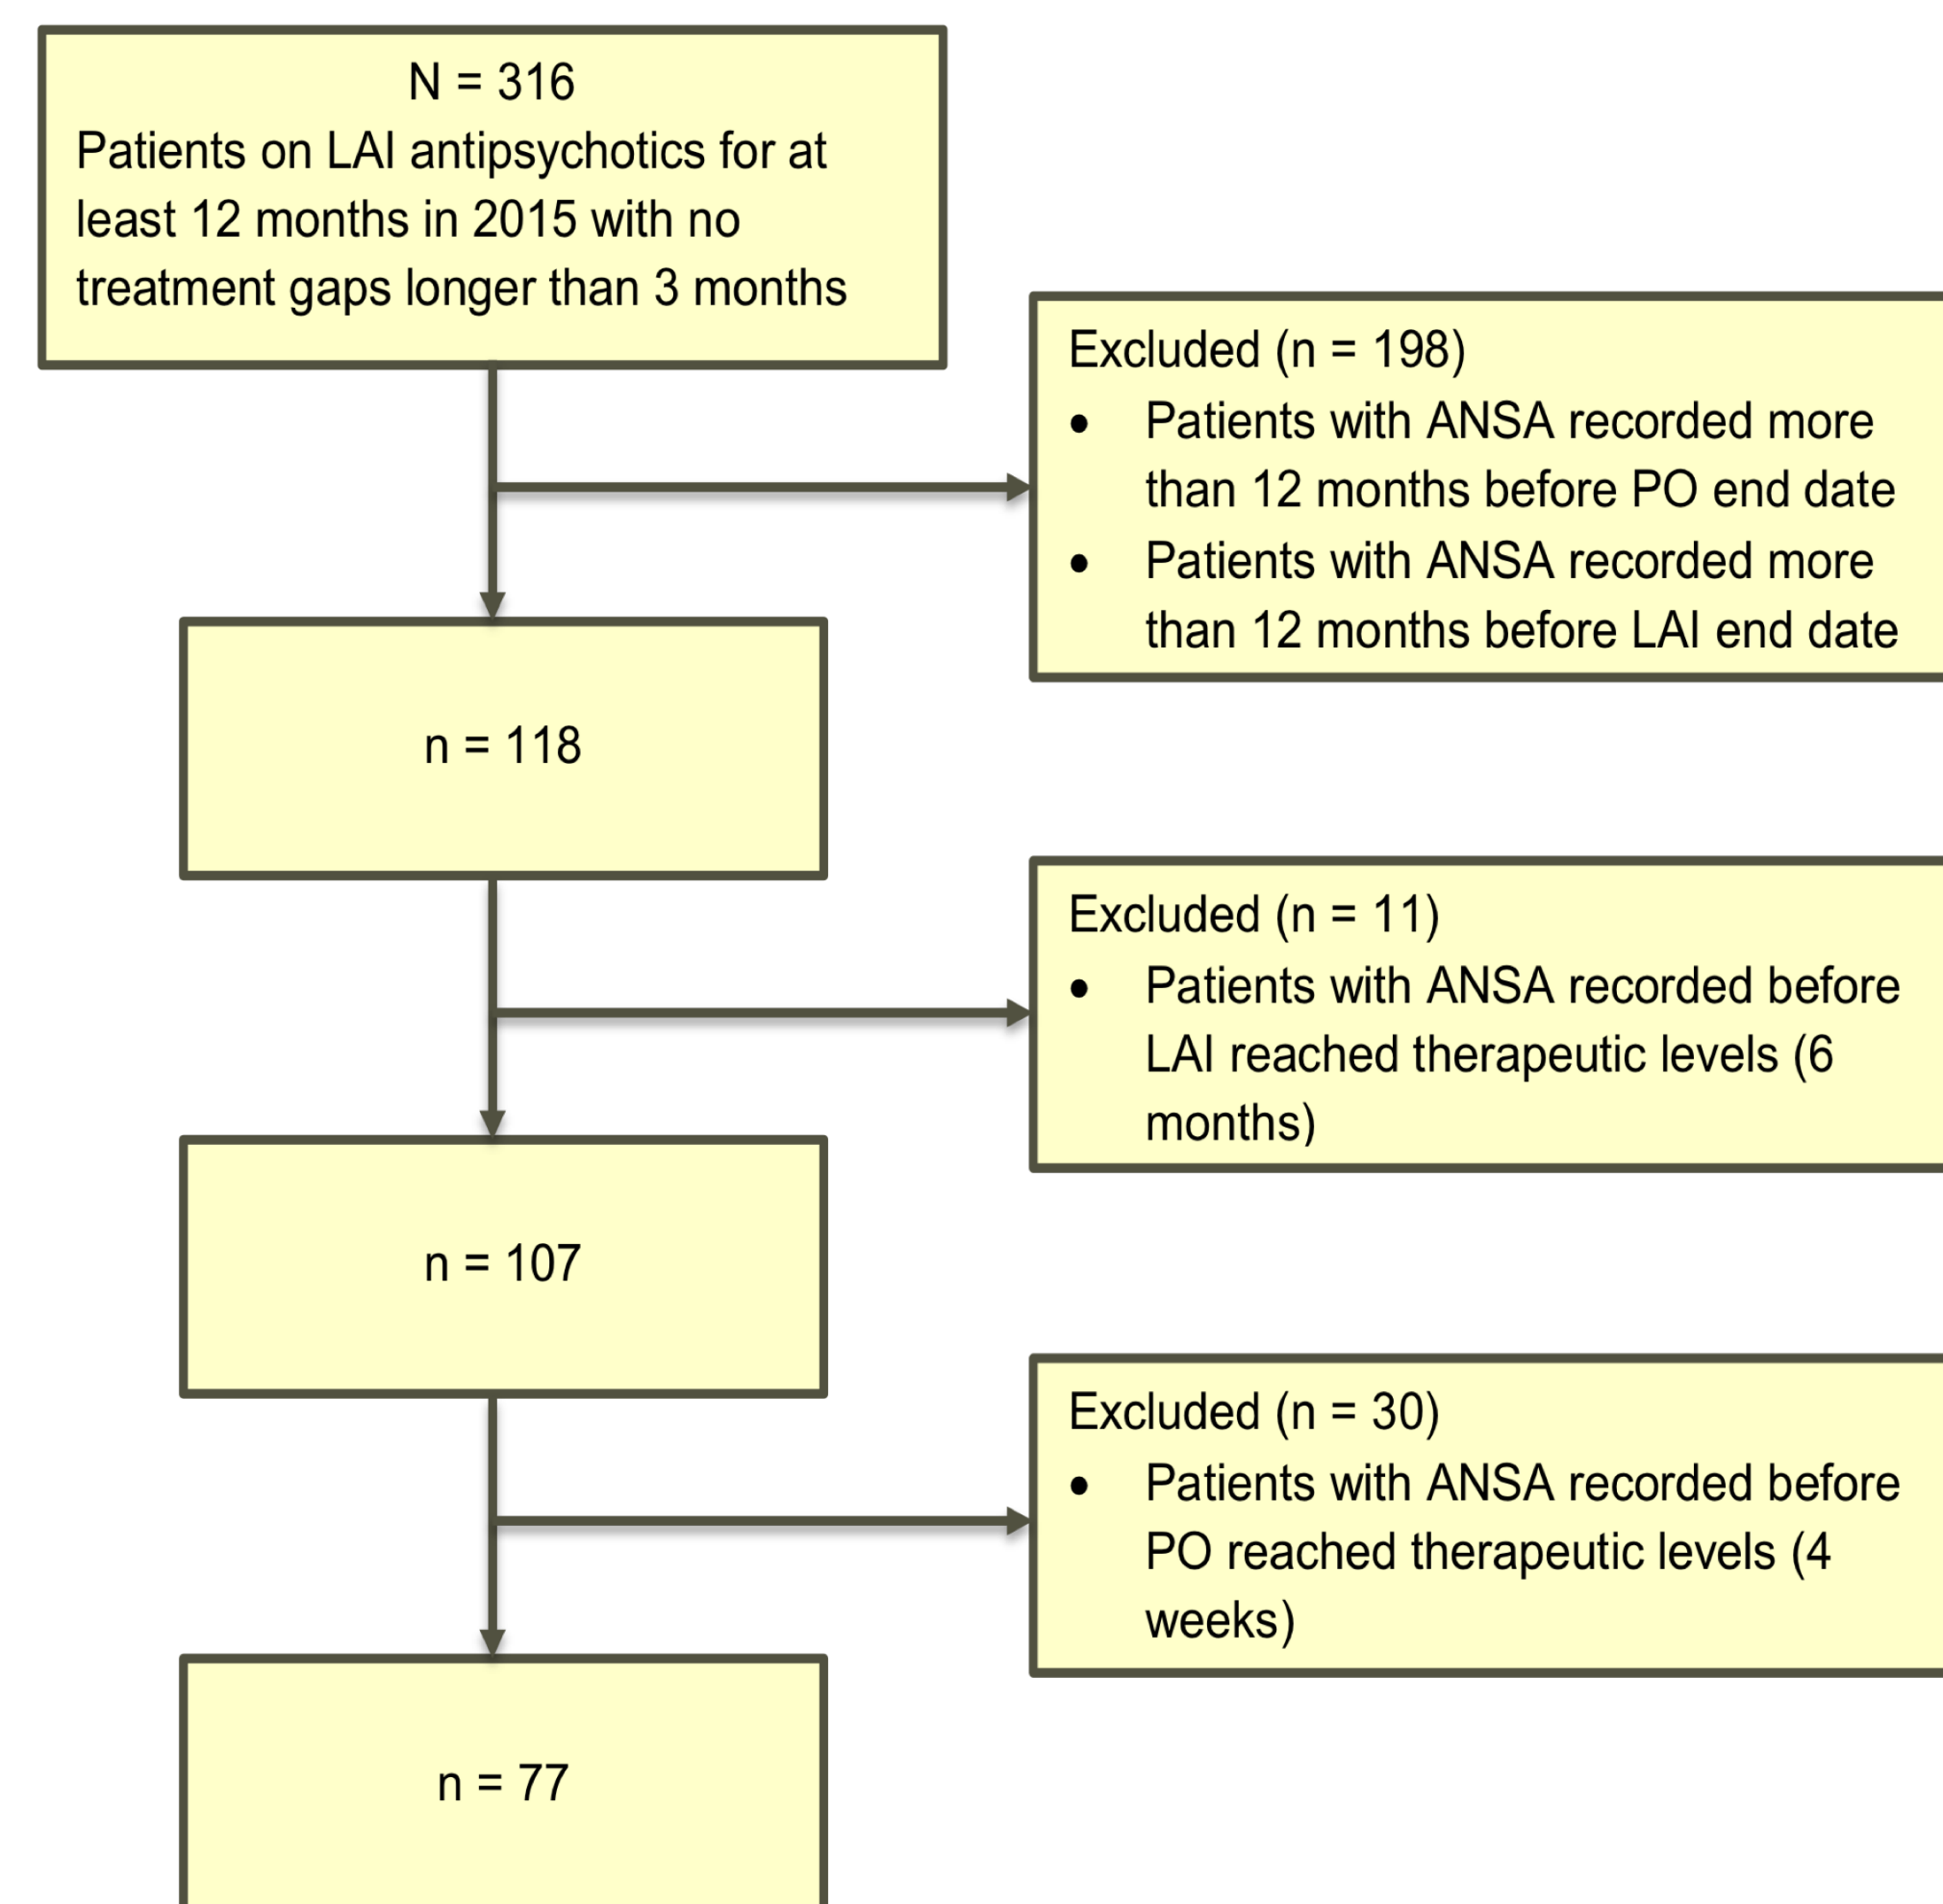 N = 316
Patients on LAI antipsychotics for at
least 12 months in 2015 with no
treatment gaps longer than 3 months
Excluded (n = 198)
• Patients with ANSA recorded more
than 12 months before PO end date
• Patients with ANSA recorded more
than 12 months before LAI end date
n = 118
Excluded (n = 11)
• Patients with ANSA recorded before
LAI reached therapeutic levels (6
months)
n = 107
Excluded (n = 30)
• Patients with ANSA recorded before
PO reached therapeutic levels (4
weeks)
n = 77